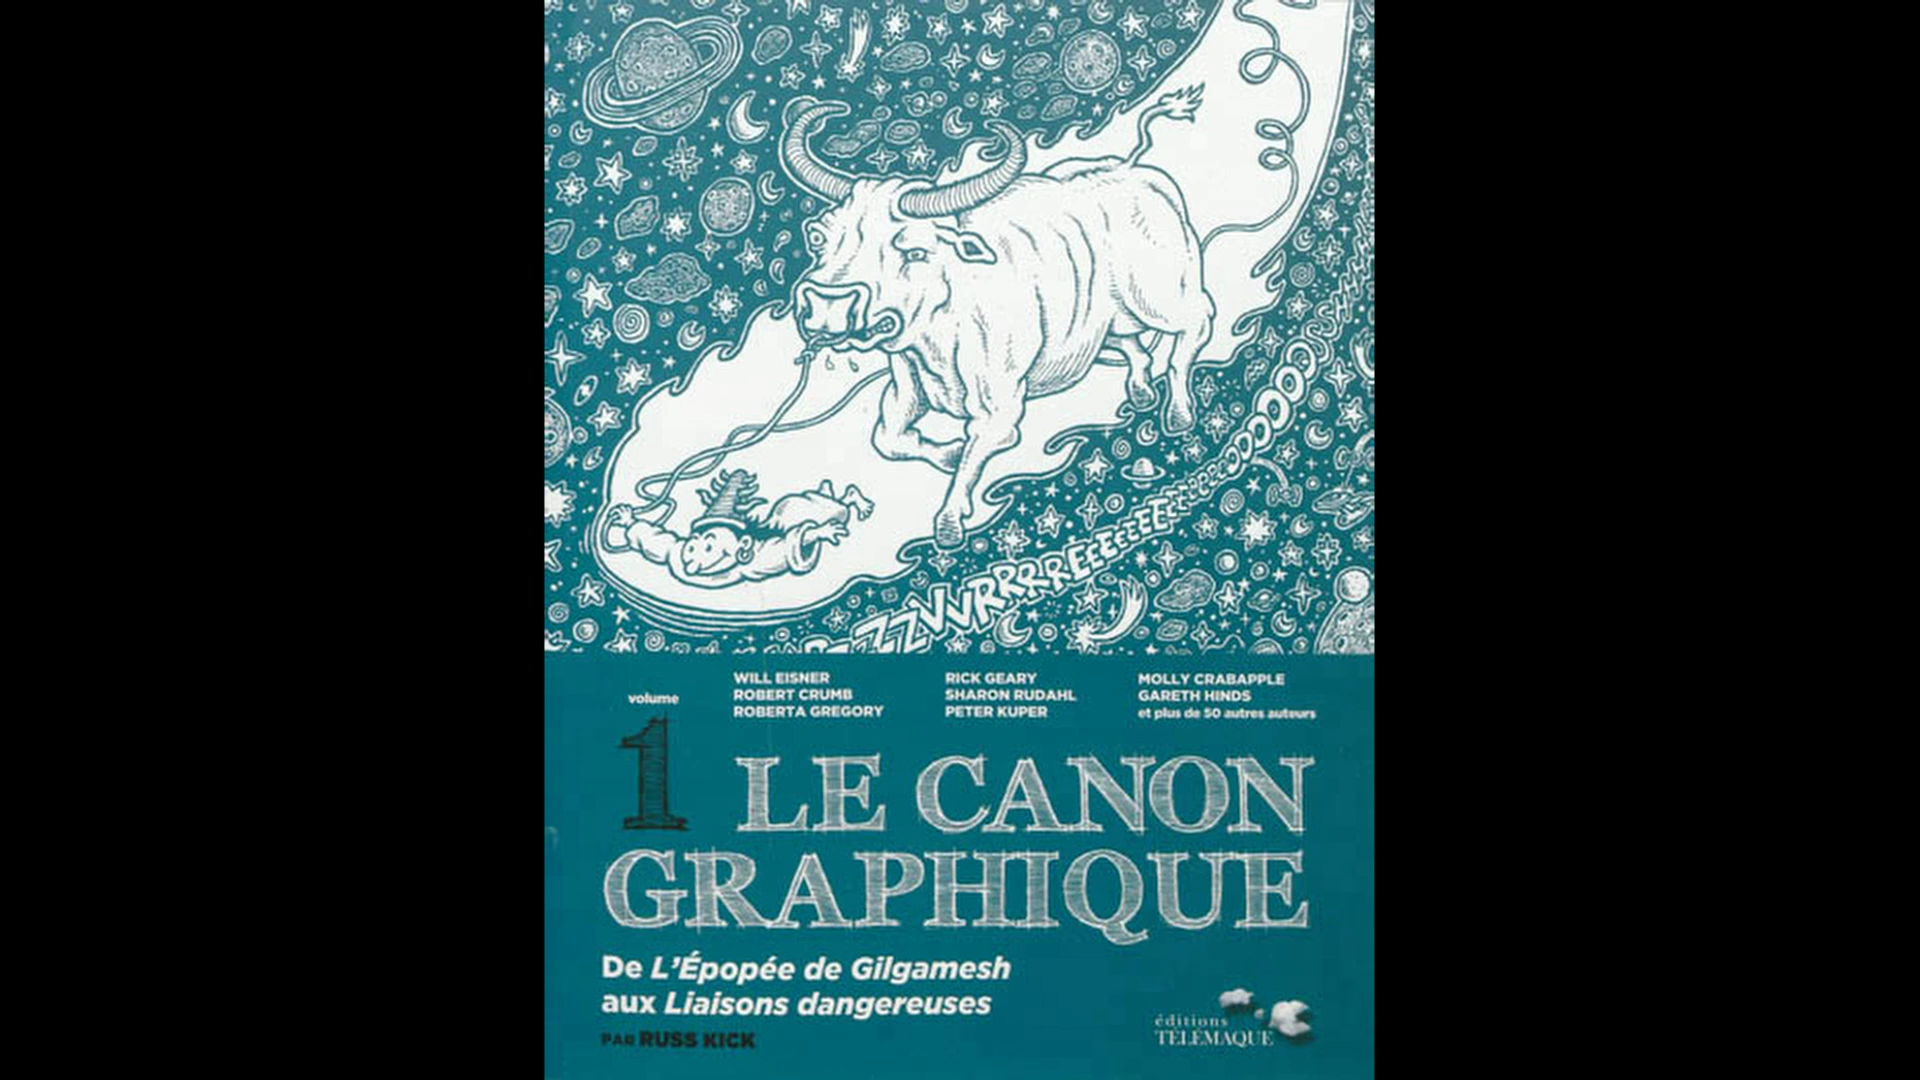 ZZZVVRRRREEEEEEETEEEEEEOOOOOOO
volume
1
WILL EISNER
ROBERT CRUMB
ROBERTA GREGORY
RICK GEARY
SHARON RUDAHL
PETER KUPER
MOLLY CRABAPPLE
GARETH HINDS
et plus de 50 autres auteurs
LE CANON
GRAPHIQUE
De L’Épopée de Gilgamesh
aux Liaisons dangereuses
PAR RUSS KICK
éditions
TÉLÉMAQUE